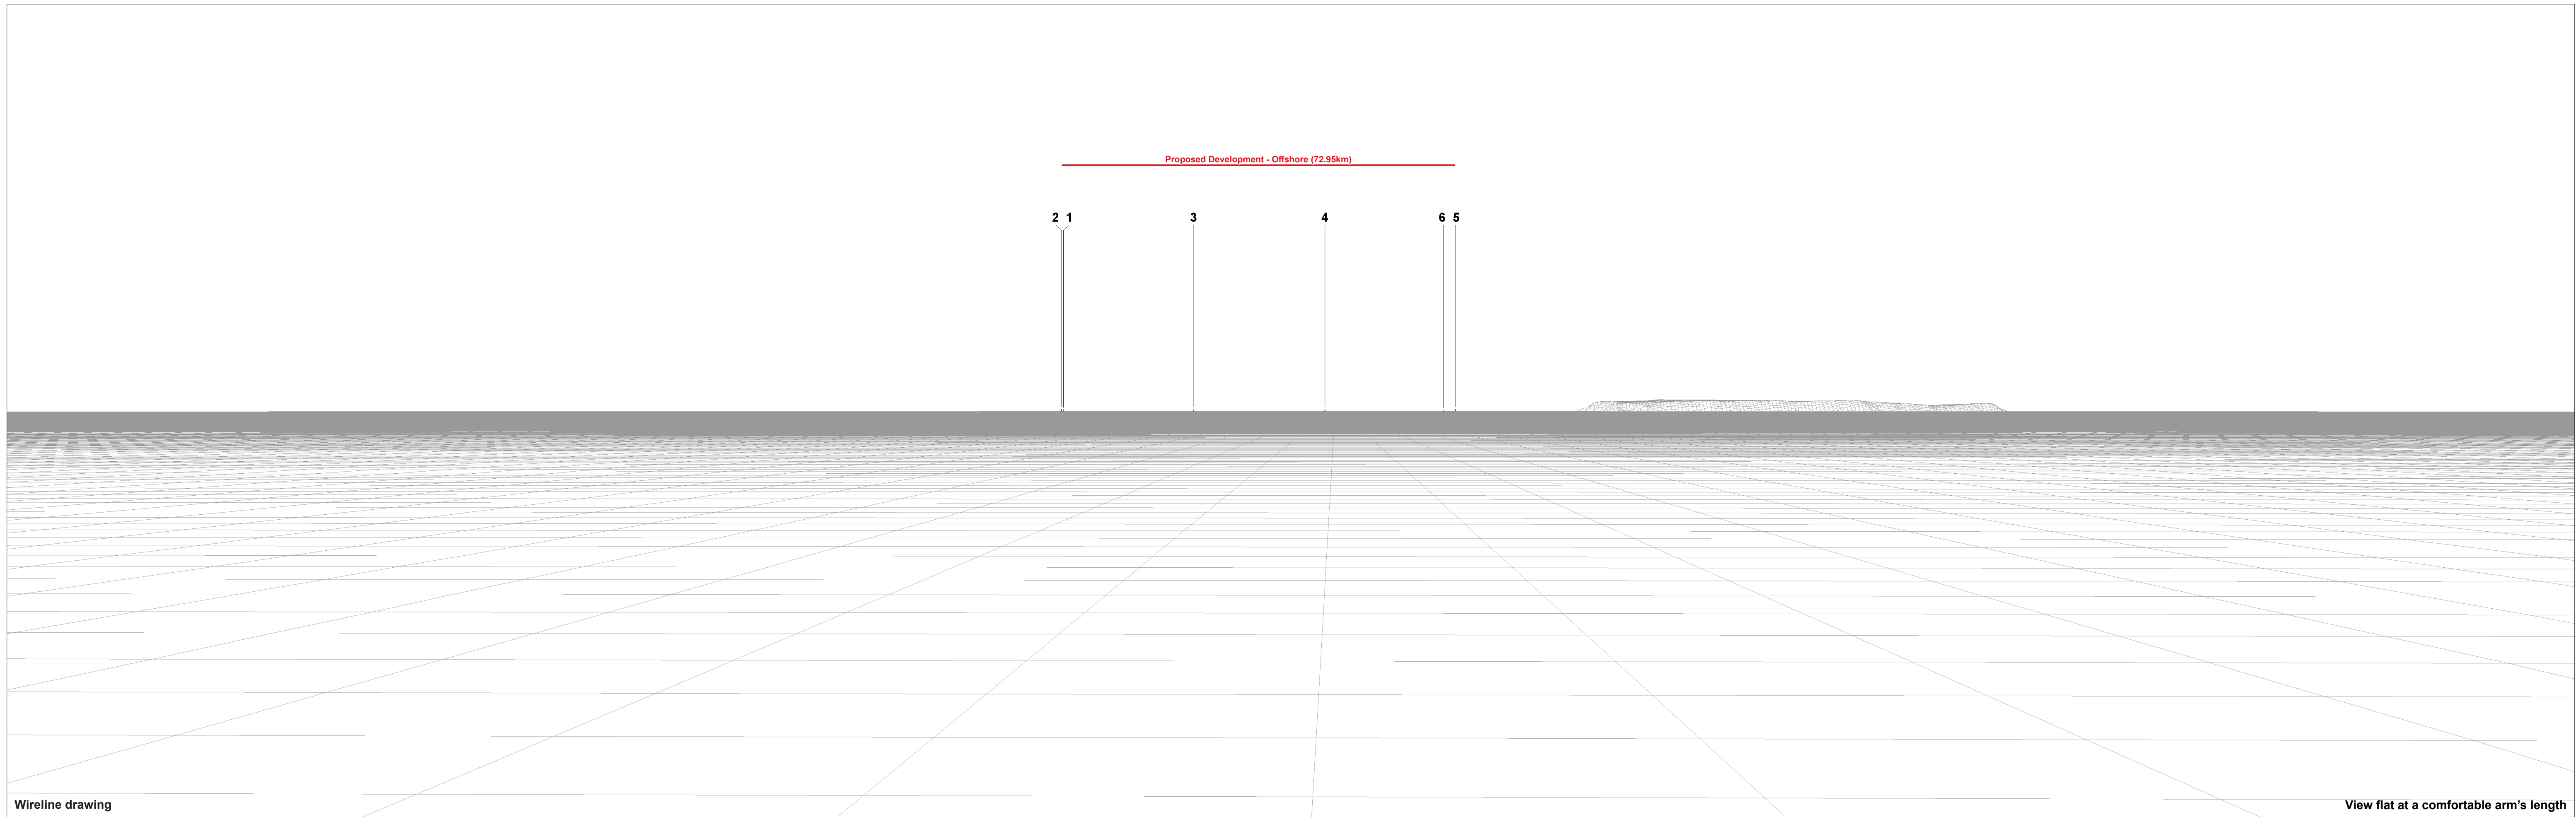 Proposed Development - Offshore (72.95km)
2 1 3 4 6 5
Wireline drawing
View flat at a comfortable arm's length